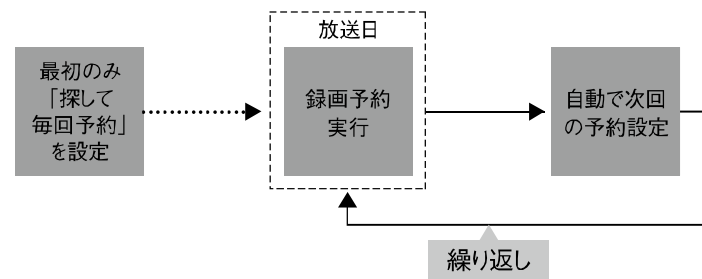 最初のみ
「探して
毎回予約」
を設定
放送日
録画予約
実行
自動で次回
の予約設定
繰り返し